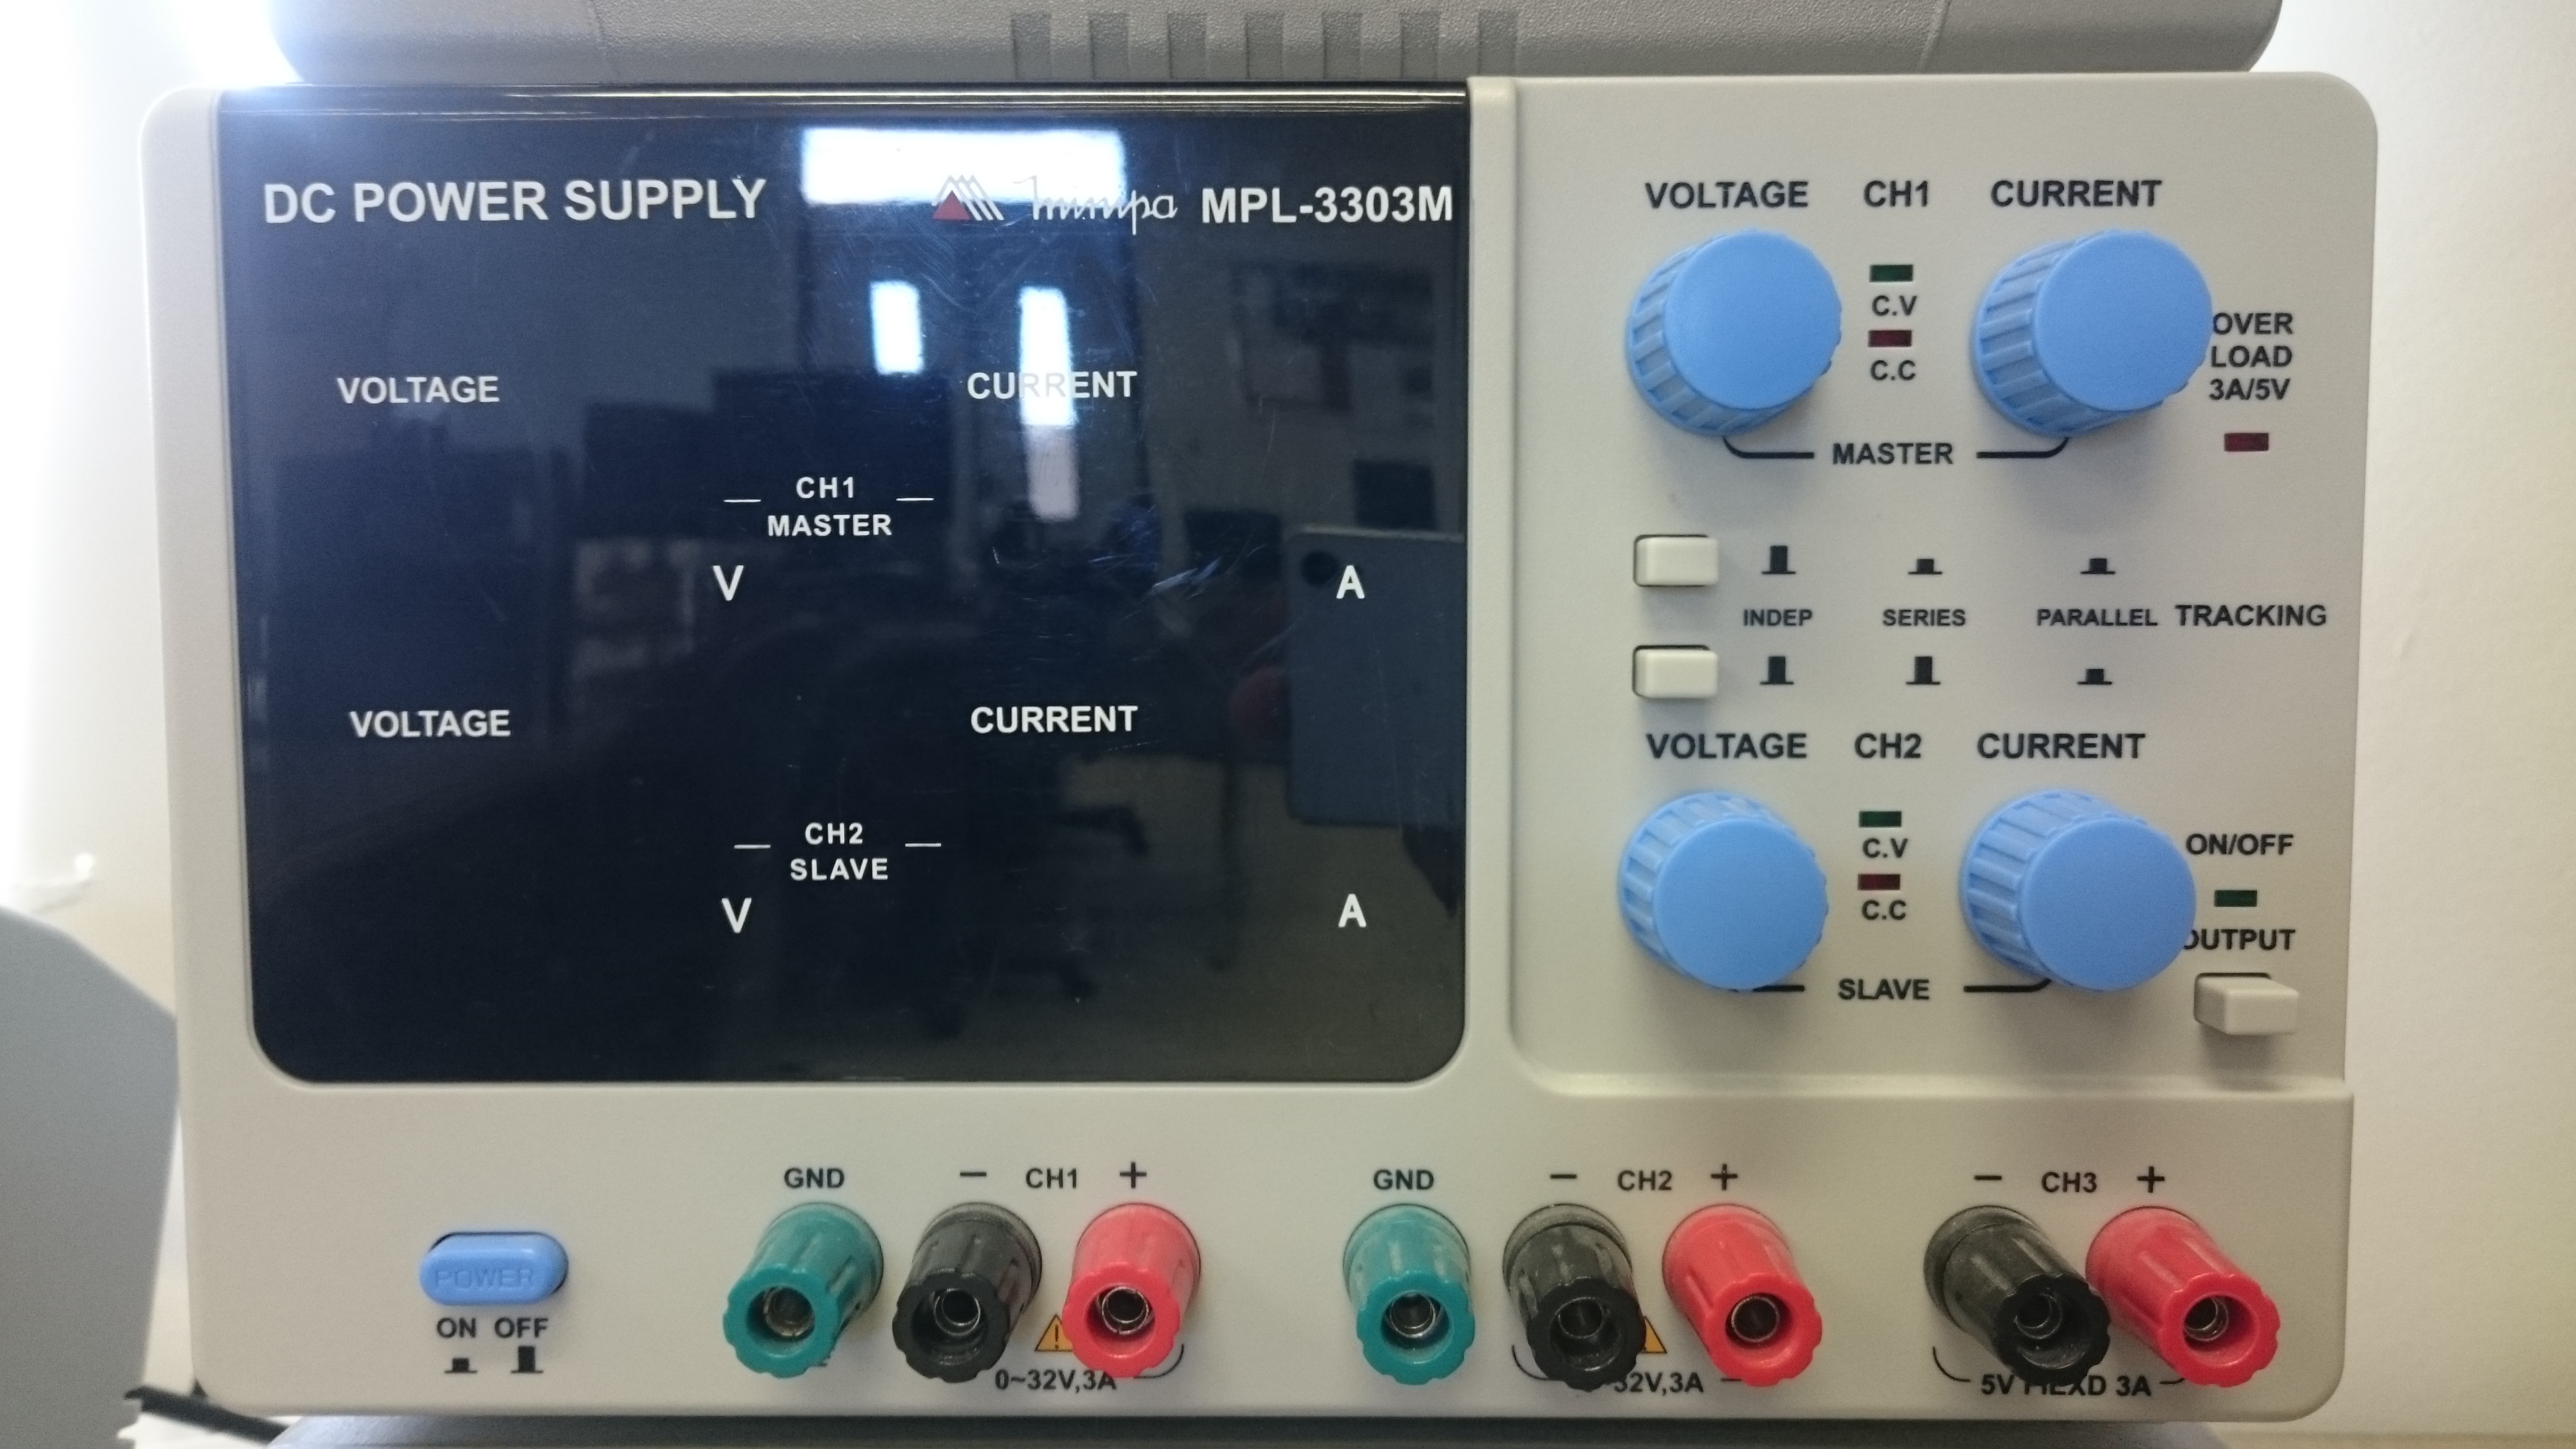 DC POWER SUPPLY
minipa MPL-3303M
VOLTAGE
CURRENT
CH1
MASTER
V
A
VOLTAGE
CURRENT
CH2
SLAVE
V
A
VOLTAGE CH1 CURRENT
C.V
C.C
OVER
LOAD
3A/5V
MASTER
INDEP SERIES PARALLEL TRACKING
VOLTAGE CH2 CURRENT
C.V
C.C
ON/OFF
OUTPUT
SLAVE
POWER
ON OFF
GND − CH1 +
0~32V,3A
GND − CH2 +
32V,3A
− CH3 +
5V 3A